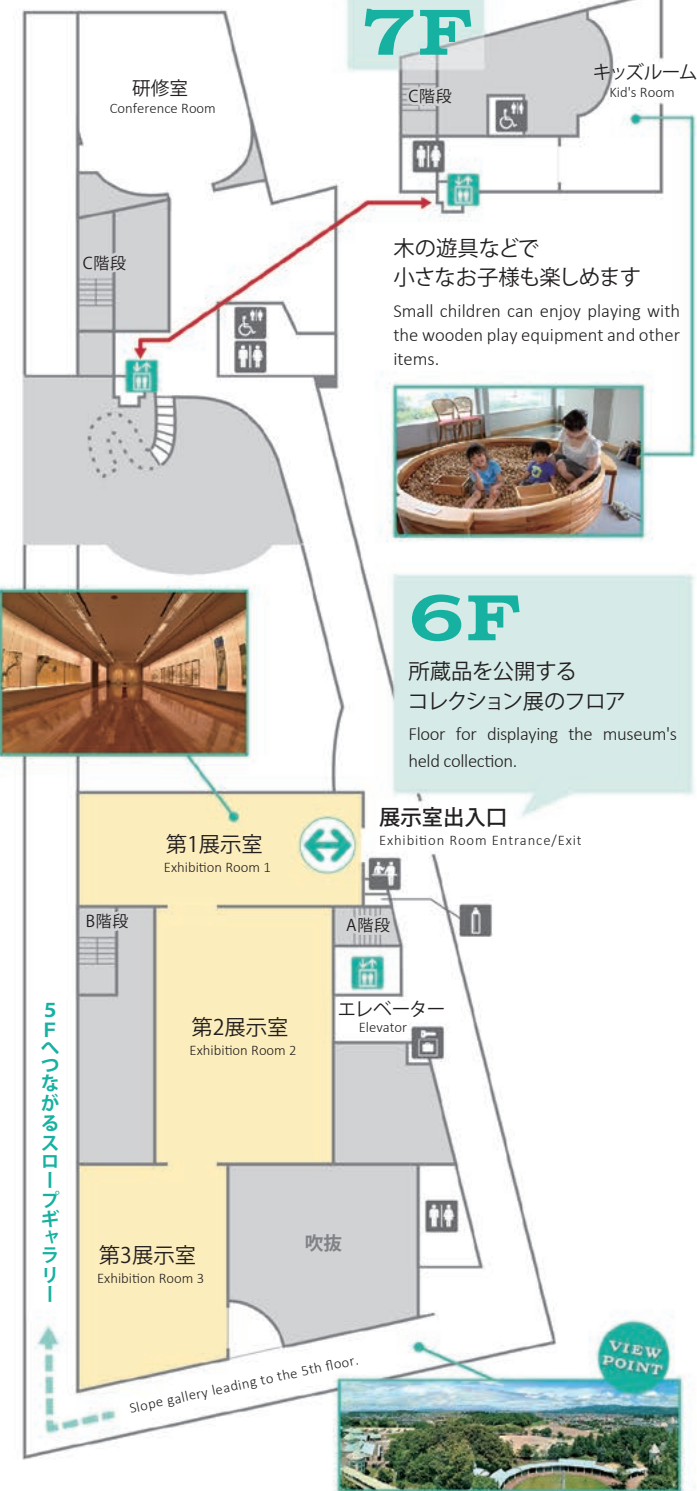 7F
研修室
Conference Room
C階段
キッズルーム
Kid's Room
C階段
木の遊具などで
小さなお子様も楽しめます
Small children can enjoy playing with
the wooden play equipment and other
items.
6F
所蔵品を公開する
コレクション展のフロア
Floor for displaying the museum's
held collection.
展示室出入口
Exhibition Room Entrance/Exit
第1展示室
Exhibition Room 1
B階段
A階段
エレベーター
Elevator
第2展示室
Exhibition Room 2
5Fへつながるスロープギャラリー
吹抜
第3展示室
Exhibition Room 3
Slope gallery leading to the 5th floor.
VIEW
POINT